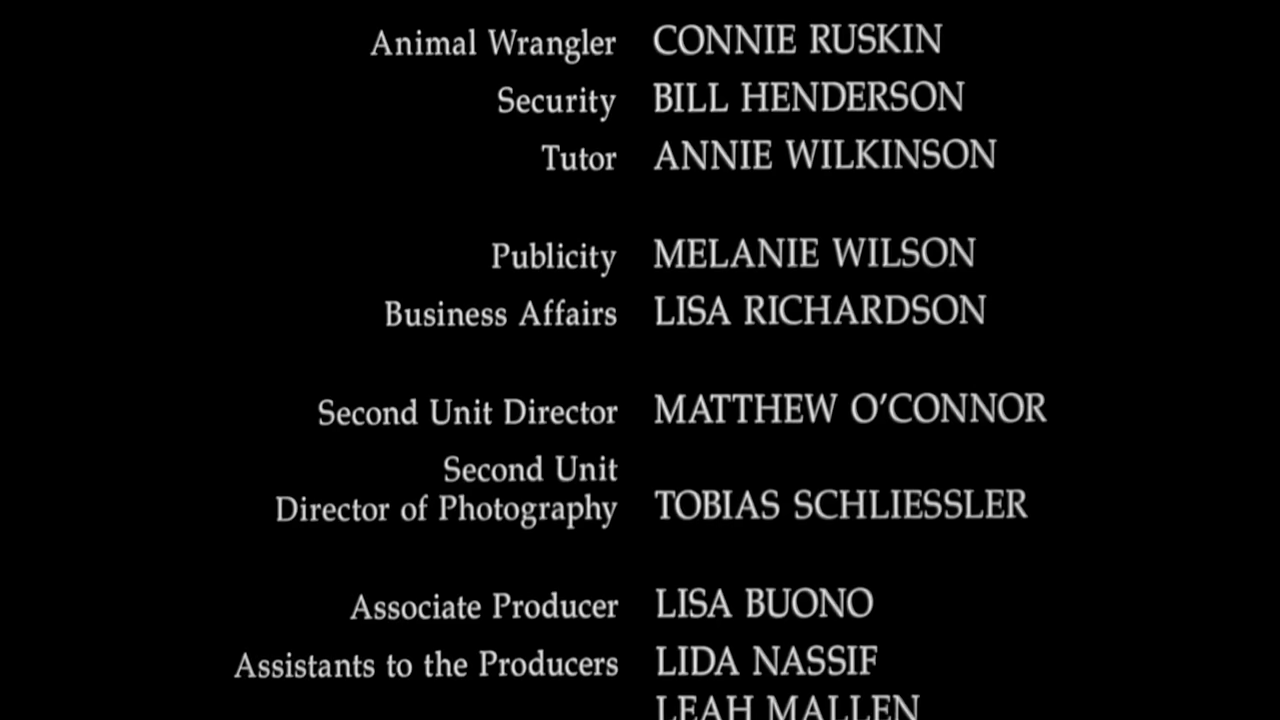 Animal Wrangler CONNIE RUSKIN
Security BILL HENDERSON
Tutor ANNIE WILKINSON
Publicity MELANIE WILSON
Business Affairs LISA RICHARDSON
Second Unit Director MATTHEW O'CONNOR
Second Unit
Director of Photography TOBIAS SCHLIESSLER
Associate Producer LISA BUONO
Assistants to the Producers LIDA NASSIF
LEAH MALLEN